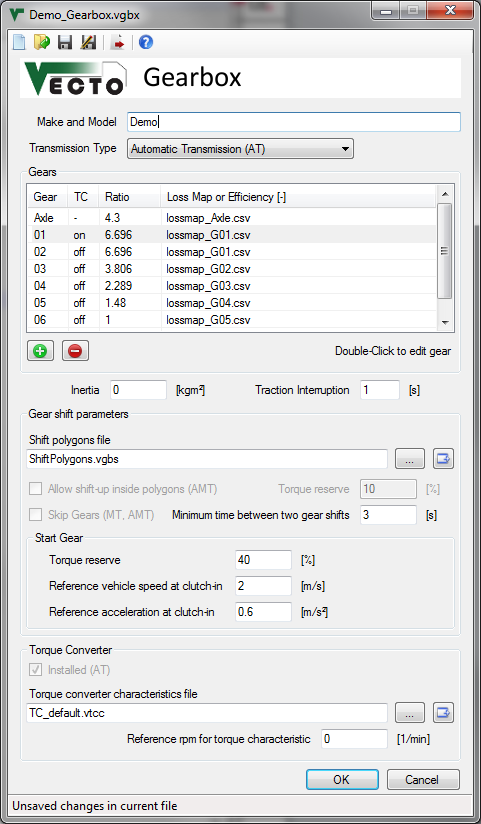 Demo_Gearbox.vgbx
VECTO Gearbox
Make and Model Demo
Transmission Type Automatic Transmission (AT)
Gears
Gear TC Ratio Loss Map or Efficiency [-]
Axle - 4.3 lossmap_Axle.csv
01 on 6.696 lossmap_G01.csv
02 off 6.696 lossmap_G01.csv
03 off 3.806 lossmap_G02.csv
04 off 2.289 lossmap_G03.csv
05 off 1.48 lossmap_G04.csv
06 off 1 lossmap_G05.csv
Double-Click to edit gear
Inertia 0 [kgm²] Traction Interruption 1 [s]
Gear shift parameters
Shift polygons file
ShiftPolygons.vgbs ...
Allow shift-up inside polygons (AMT) Torque reserve 10 [%]
Skip Gears (MT, AMT) Minimum time between two gear shifts 3 [s]
Start Gear
Torque reserve 40 [%]
Reference vehicle speed at clutch-in 2 [m/s]
Reference acceleration at clutch-in 0.6 [m/s²]
Torque Converter
Installed (AT)
Torque converter characteristics file
TC_default.vtcc ...
Reference rpm for torque characteristic 0 [1/min]
OK Cancel
Unsaved changes in current file